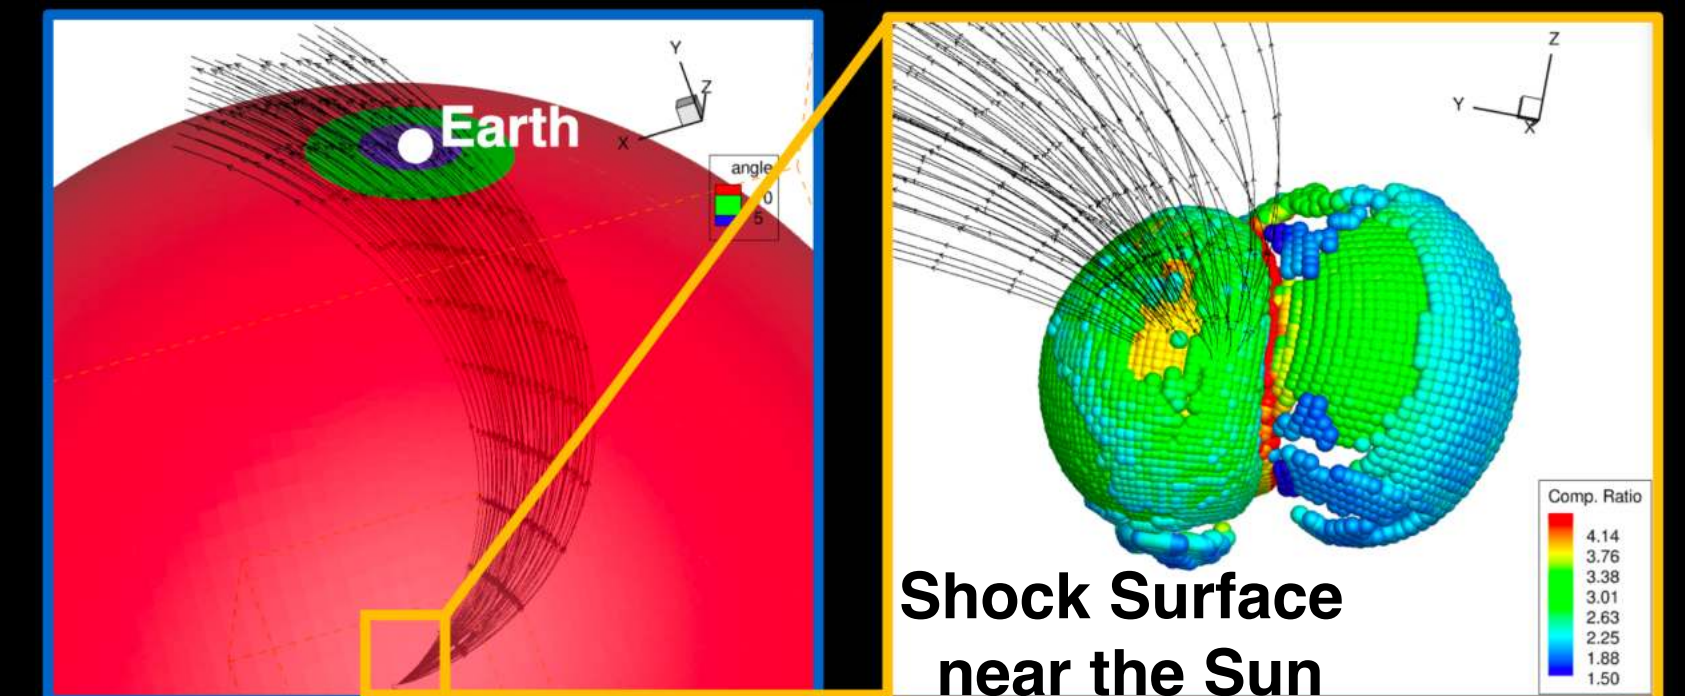 Y
Z
X
Earth
angle
0
5
Z
Y
X
Comp. Ratio
4.14
3.76
3.38
3.01
2.63
2.25
1.88
1.50
Shock Surface
near the Sun